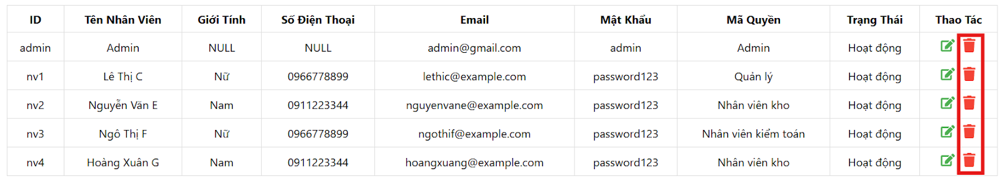 ID Tên Nhân Viên Giới Tính Số Điện Thoại Email Mật Khẩu Mã Quyền Trạng Thái Thao Tác
admin Admin NULL NULL admin@gmail.com admin Admin Hoạt động
nv1 Lê Thị C Nữ 0966778899 lethic@example.com password123 Quản lý Hoạt động
nv2 Nguyễn Văn E Nam 0911223344 nguyenvane@example.com password123 Nhân viên kho Hoạt động
nv3 Ngô Thị F Nữ 0966778899 ngothif@example.com password123 Nhân viên kiểm toán Hoạt động
nv4 Hoàng Xuân G Nam 0911223344 hoangxuang@example.com password123 Nhân viên kho Hoạt động